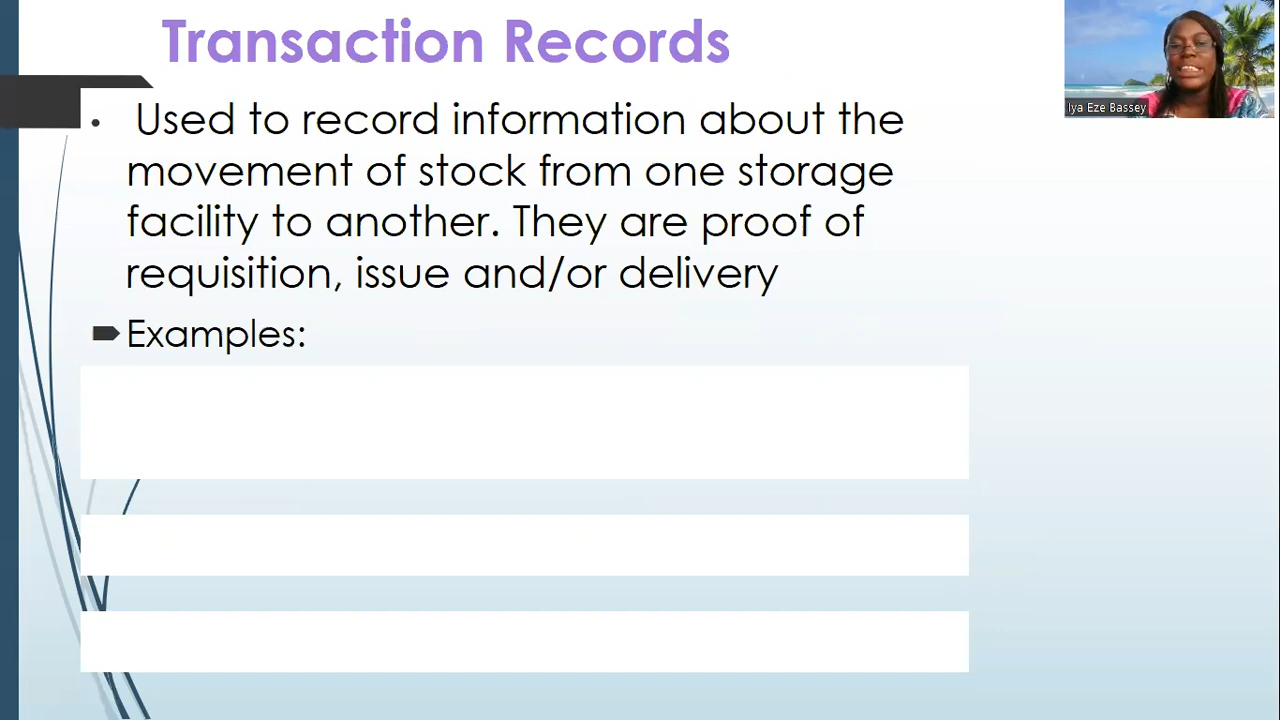 Transaction Records
• Used to record information about the
movement of stock from one storage
facility to another. They are proof of
requisition, issue and/or delivery
Examples:
Iya Eze Bassey